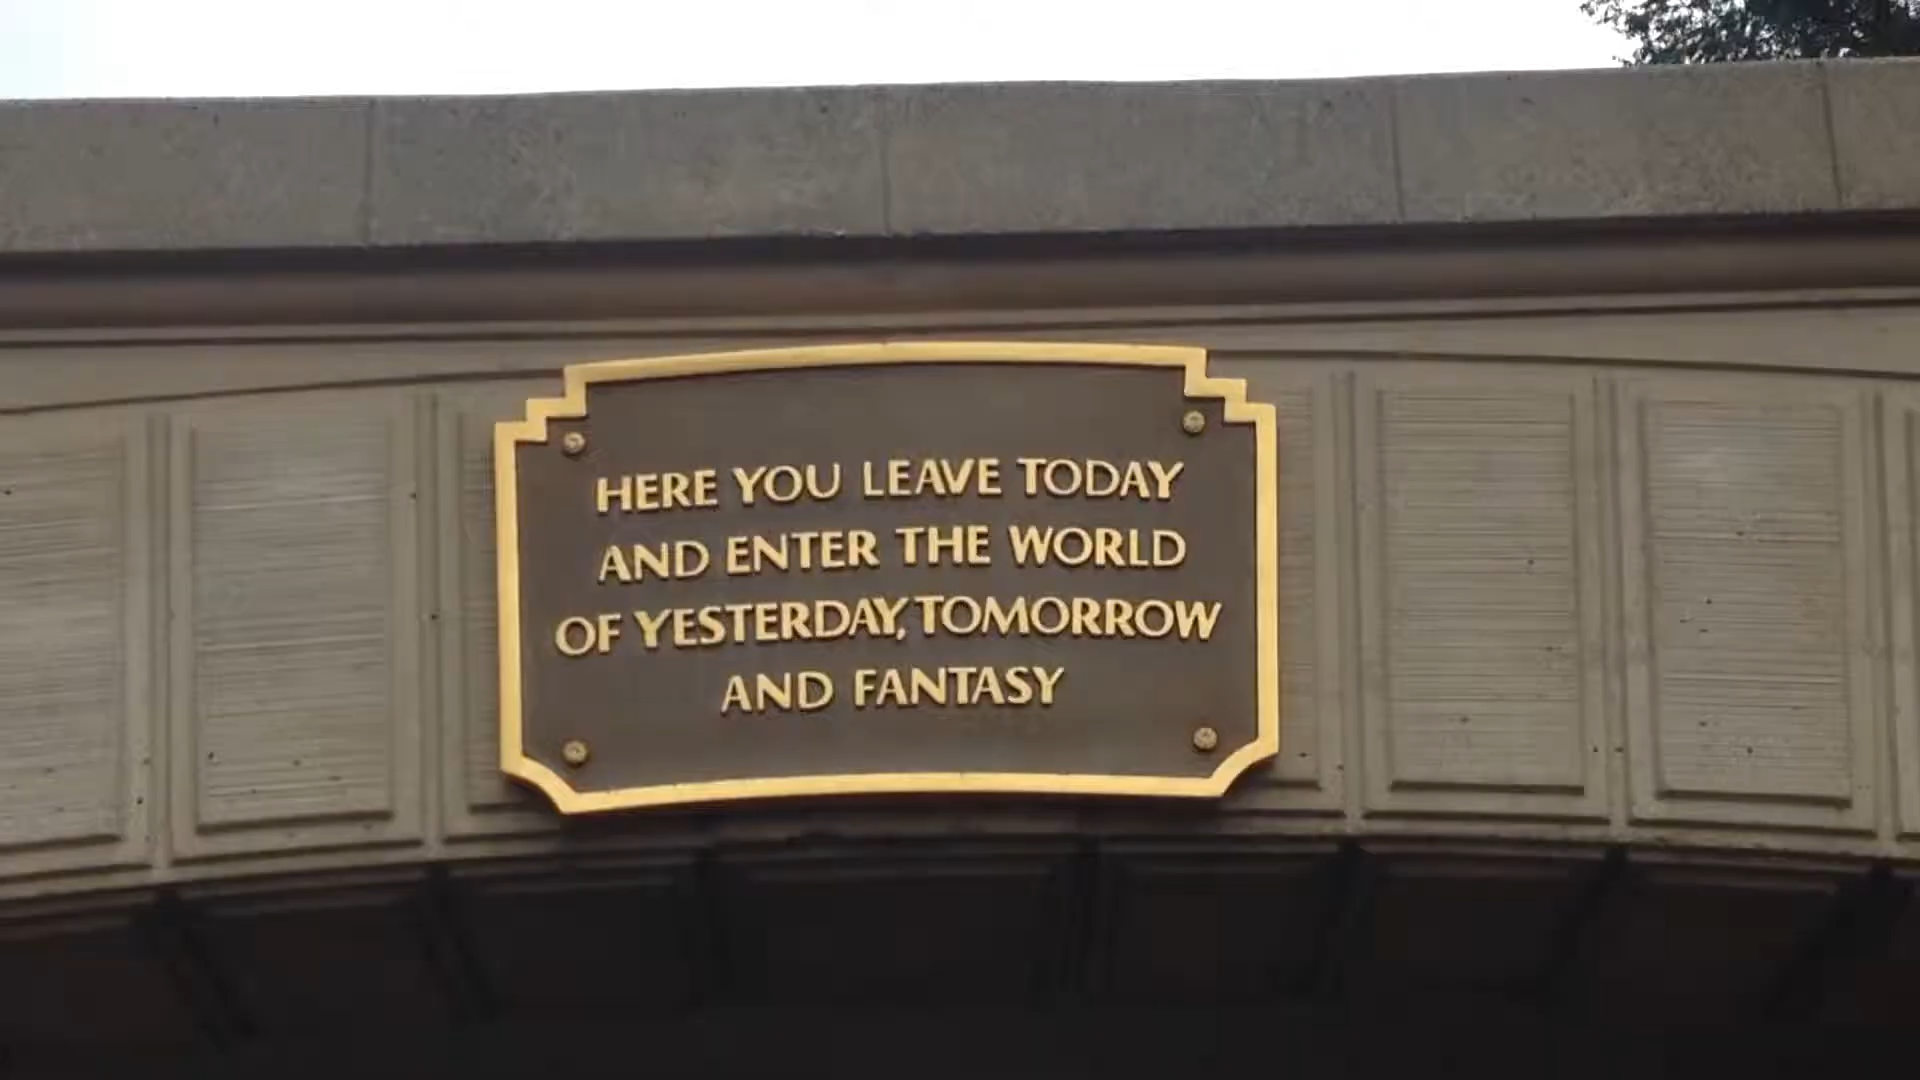 HERE YOU LEAVE TODAY
AND ENTER THE WORLD
OF YESTERDAY, TOMORROW
AND FANTASY